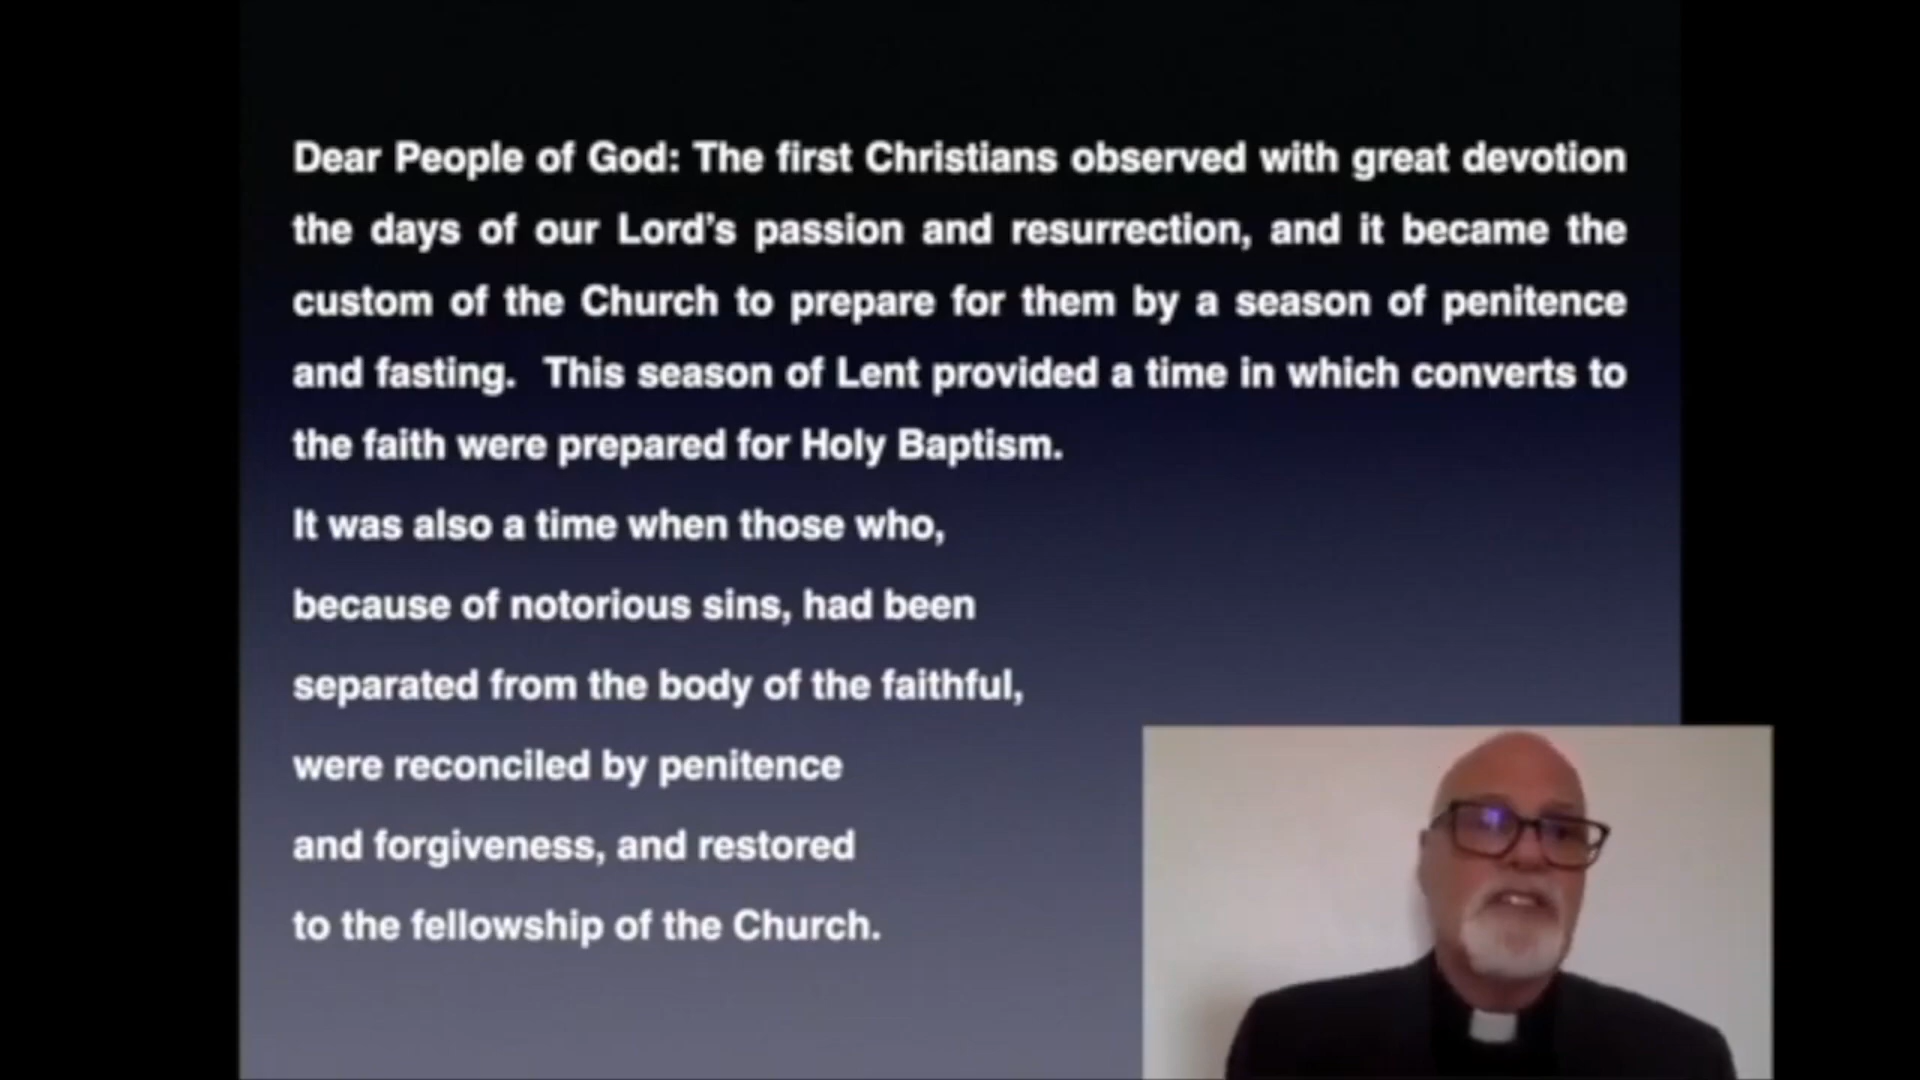 Dear People of God: The first Christians observed with great devotion
the days of our Lord’s passion and resurrection, and it became the
custom of the Church to prepare for them by a season of penitence
and fasting.  This season of Lent provided a time in which converts to
the faith were prepared for Holy Baptism.
It was also a time when those who,
because of notorious sins, had been
separated from the body of the faithful,
were reconciled by penitence
and forgiveness, and restored
to the fellowship of the Church.